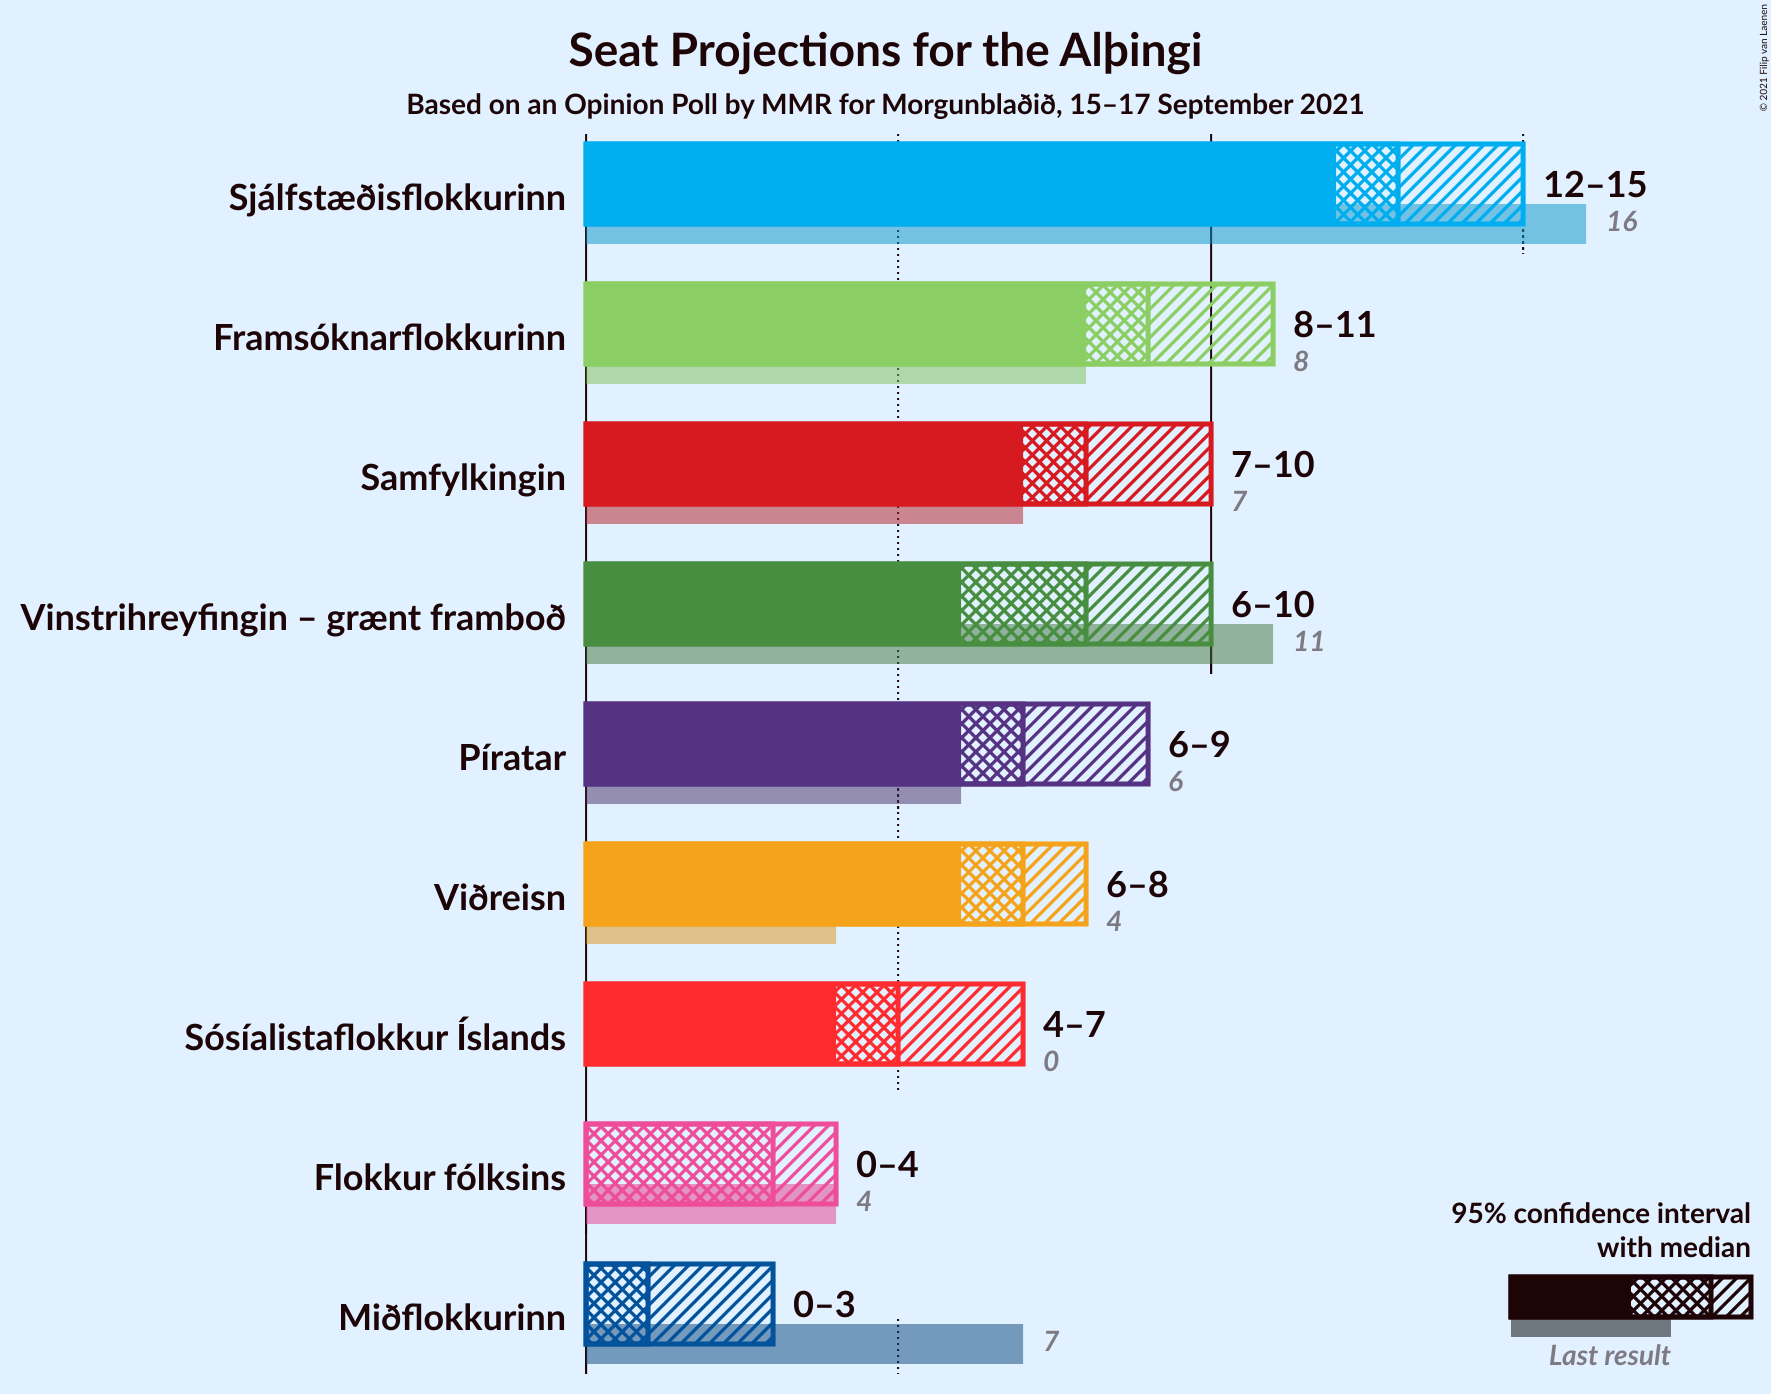 Seat Projections for the Alþingi
Based on an Opinion Poll by MMR for Morgunblaðið, 15–17 September 2021
© 2021 Filip van Laenen
Sjálfstæðisflokkurinn
12–15
16
Framsóknarflokkurinn
8–11
8
Samfylkingin
7–10
7
Vinstrihreyfingin – grænt framboð
6–10
11
Píratar
6–9
6
Viðreisn
6–8
4
Sósíalistaflokkur Íslands
4–7
0
Flokkur fólksins
0–4
4
Miðflokkurinn
0–3
7
95% confidence interval
with median
Last result